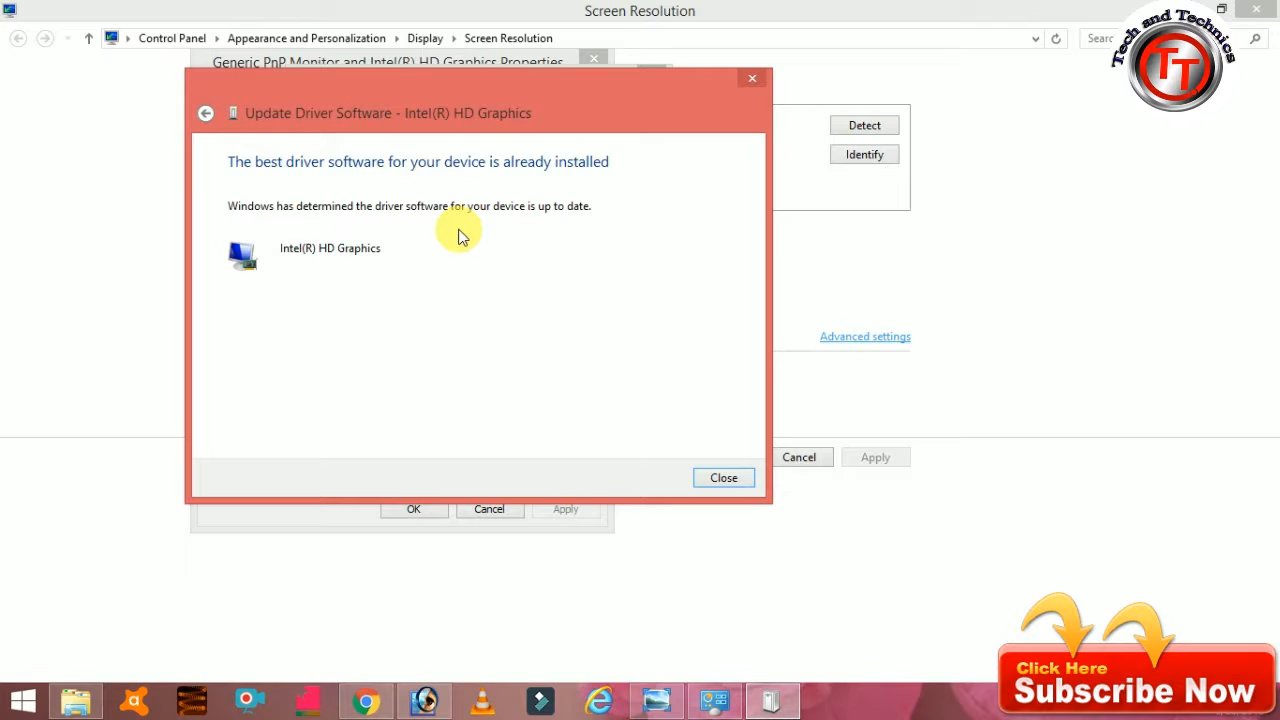 Screen Resolution
Control Panel Appearance and Personalization Display Screen Resolution
Searc
Tech and Technics
TT
Generic PnP Monitor and Intel(R) HD Graphics Properties
Update Driver Software - Intel(R) HD Graphics
Detect
Identify
The best driver software for your device is already installed
Windows has determined the driver software for your device is up to date.
Intel(R) HD Graphics
Advanced settings
Cancel
Apply
Close
OK
Cancel
Apply
Click Here
Subscribe Now